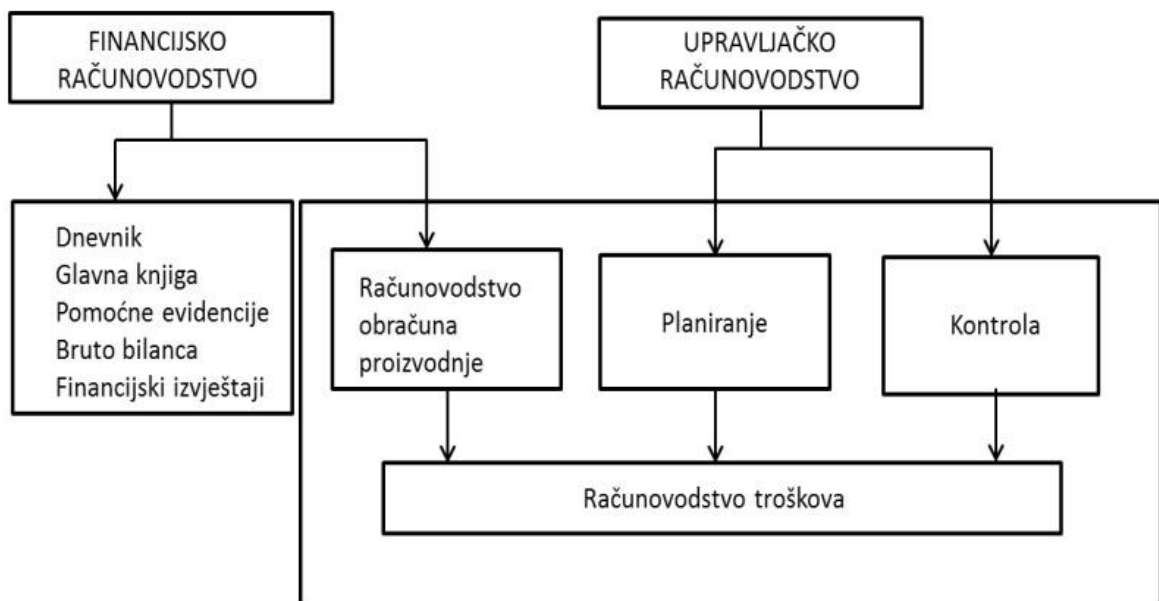 FINANCIJSKO
RAČUNOVODSTVO
UPRAVLJAČKO
RAČUNOVODSTVO
Dnevnik
Glavna knjiga
Pomoćne evidencije
Bruto bilanca
Financijski izvještaji
Računovodstvo
obračuna
proizvodnje
Planiranje
Kontrola
Računovodstvo troškova